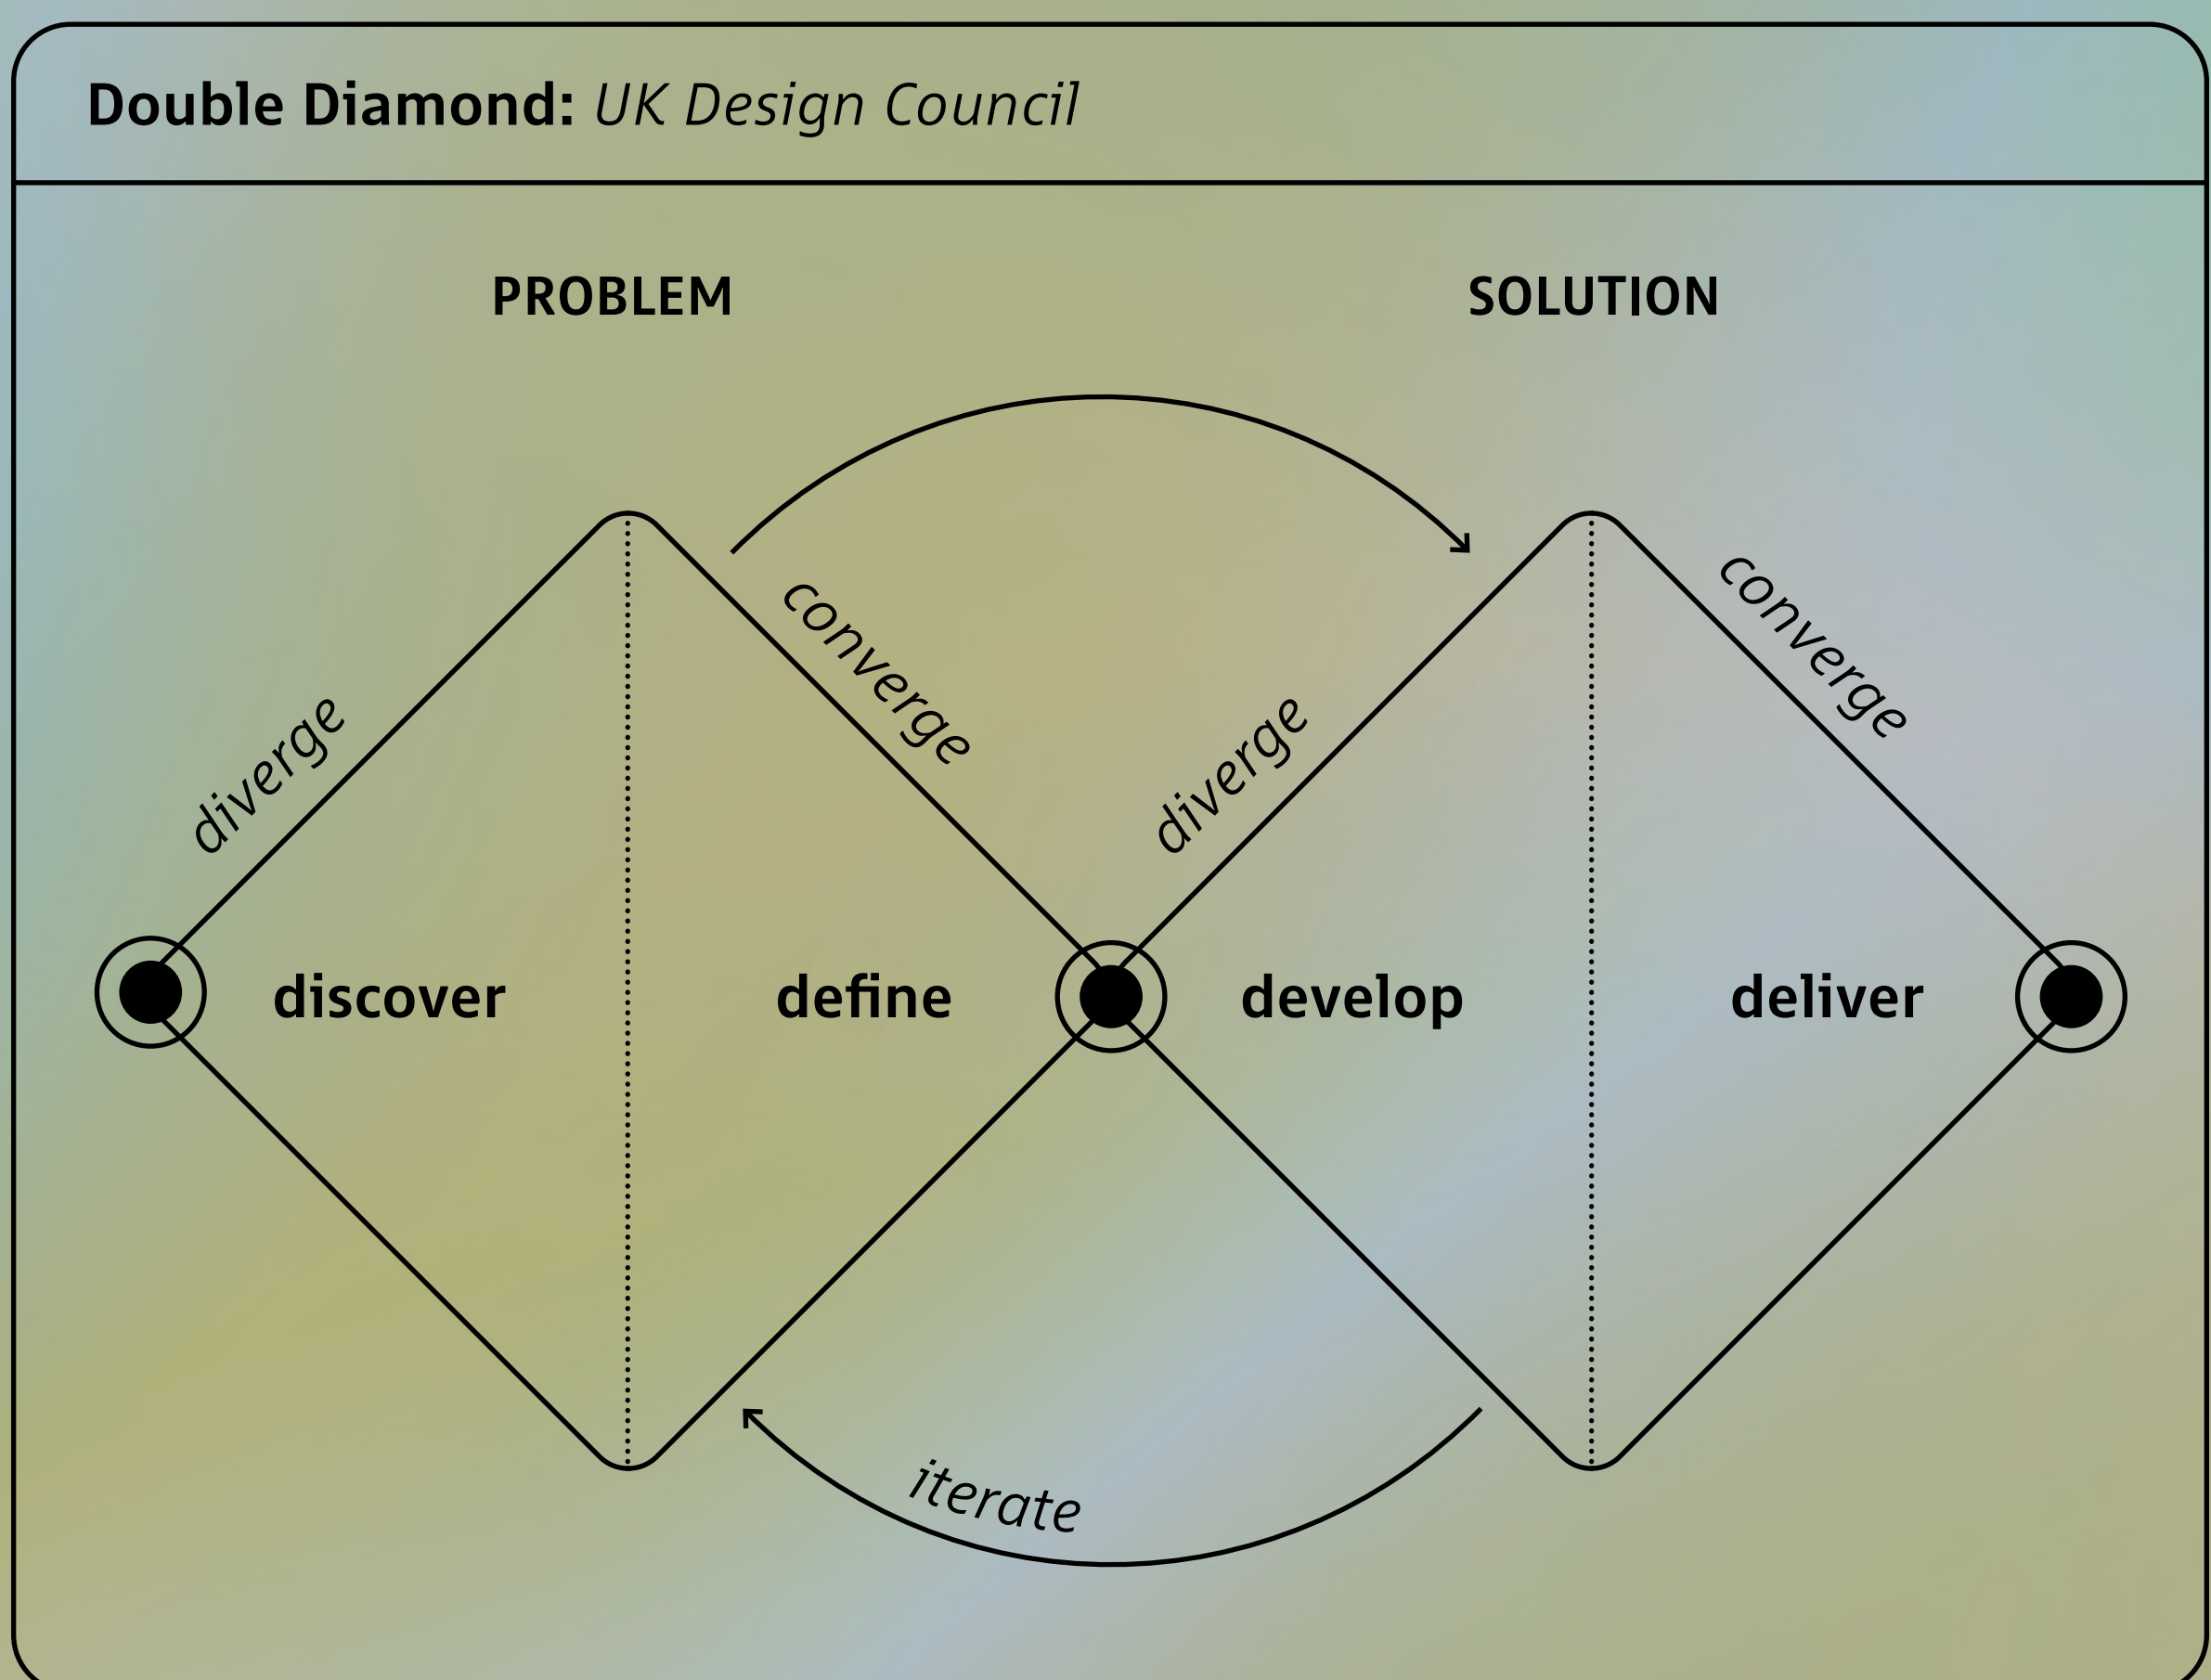 Double Diamond: UK Design Council
PROBLEM
SOLUTION
diverge
converge
diverge
converge
discover
define
develop
deliver
iterate